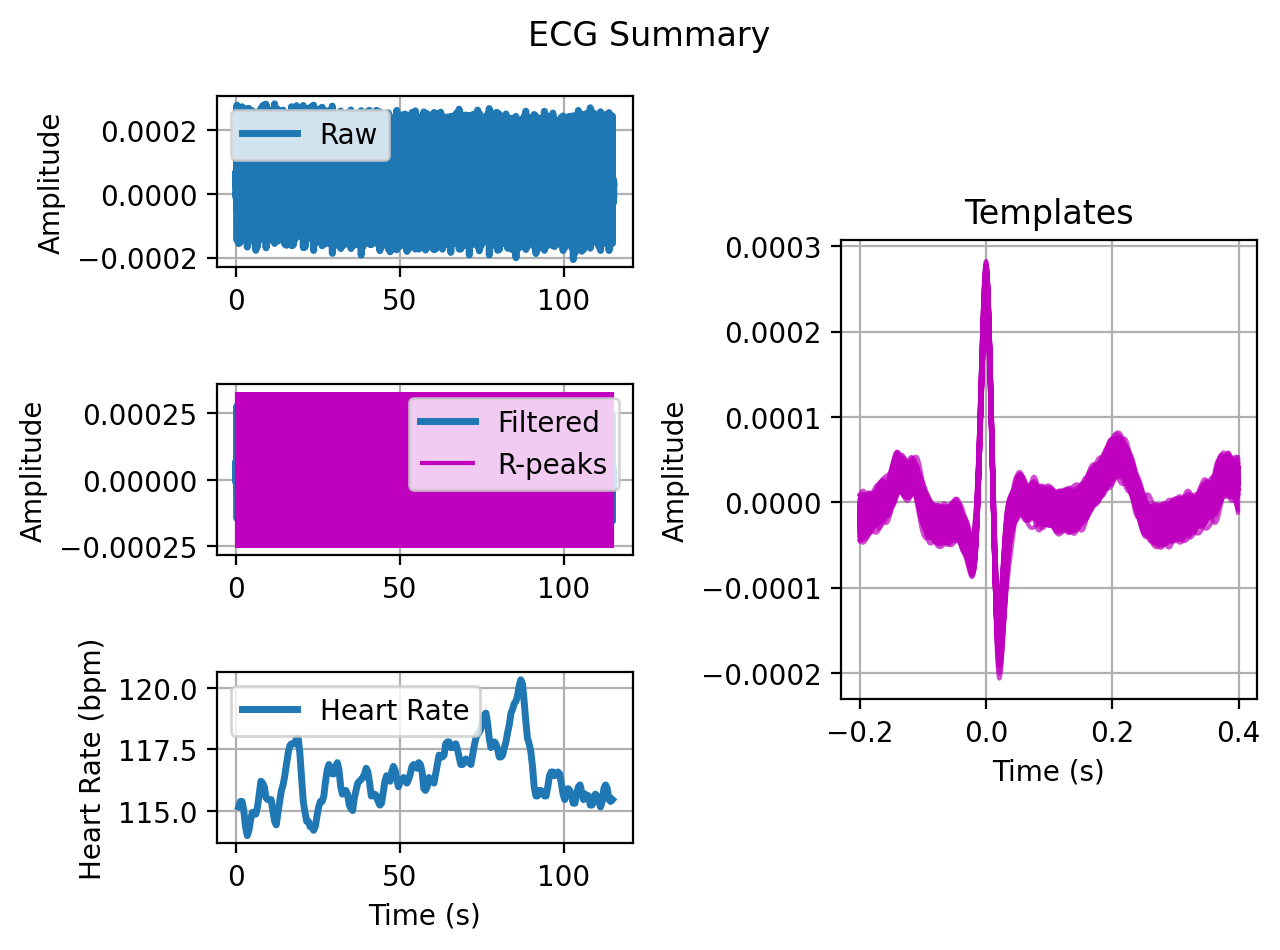 ECG Summary
Amplitude
0.0002
0.0000
−0.0002
Raw
0
50
100
Amplitude
0.00025
0.00000
−0.00025
Filtered
R-peaks
0
50
100
Heart Rate (bpm)
120.0
117.5
115.0
Heart Rate
0
50
100
Time (s)
Templates
Amplitude
0.0003
0.0002
0.0001
0.0000
−0.0001
−0.0002
−0.2
0.0
0.2
0.4
Time (s)